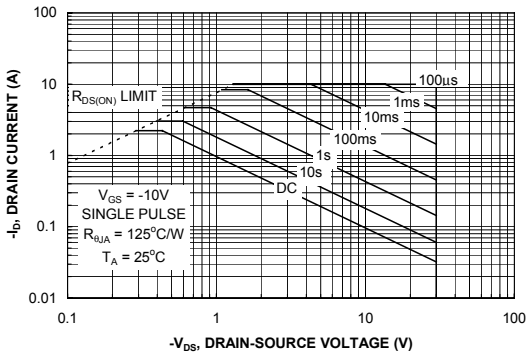 100
10
1
0.1
0.01
-I_D, DRAIN CURRENT (A)
R_DS(ON) LIMIT
100µs
1ms
10ms
100ms
1s
10s
DC
V_GS = -10V
SINGLE PULSE
R_θJA = 125°C/W
T_A = 25°C
0.1
1
10
100
-V_DS, DRAIN-SOURCE VOLTAGE (V)